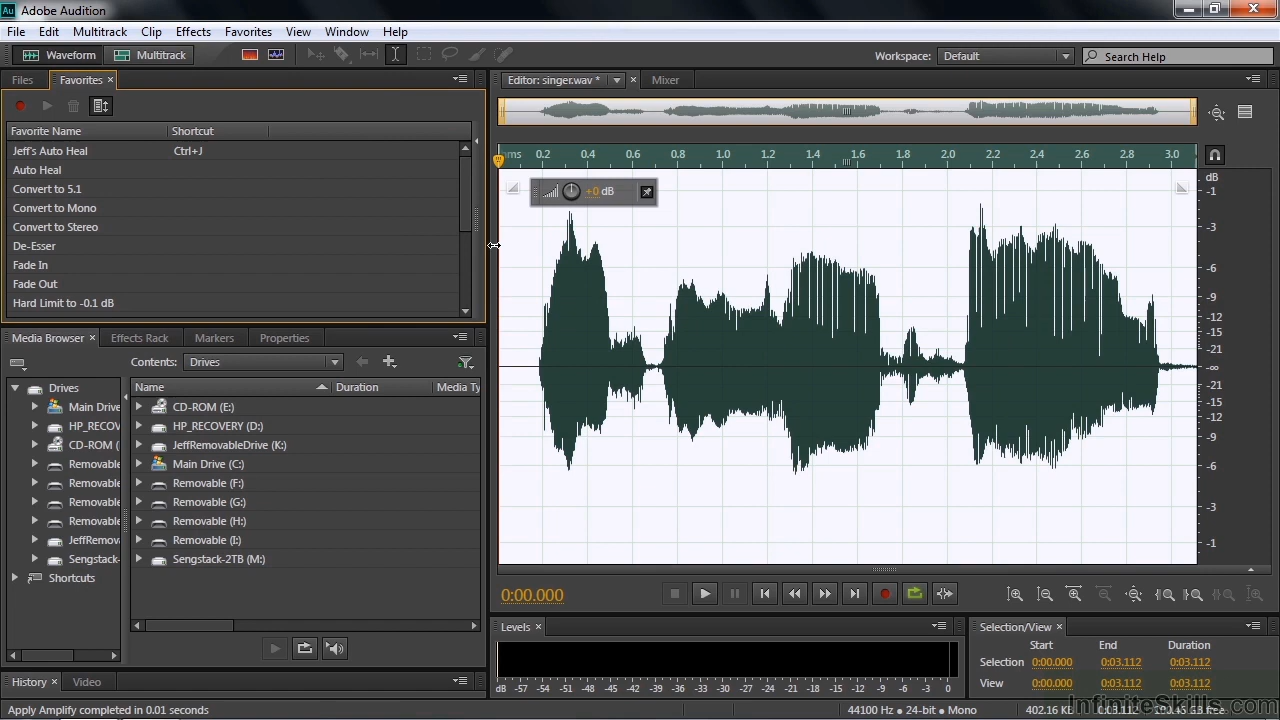 Au Adobe Audition
File Edit Multitrack Clip Effects Favorites View Window Help
Waveform Multitrack Workspace: Default Search Help
Files Favorites × Editor: singer.wav * × Mixer
Favorite Name Shortcut
Jeff's Auto Heal Ctrl+J
Auto Heal
Convert to 5.1
Convert to Mono
Convert to Stereo
De-Esser
Fade In
Fade Out
Hard Limit to -0.1 dB
hms 0.2 0.4 0.6 0.8 1.0 1.2 1.4 1.6 1.8 2.0 2.2 2.4 2.6 2.8 3.0
+0 dB
dB
-1
-3
-6
-9
-12
-15
-21
-∞
-21
-15
-12
-9
-6
-3
-1
Media Browser × Effects Rack Markers Properties
Contents: Drives
Drives
Main Drive
HP_RECOV
CD-ROM (
Removable
Removable
Removable
Removable
JeffRemova
Sengstack-
Shortcuts
Name Duration Media Ty
CD-ROM (E:)
HP_RECOVERY (D:)
JeffRemovableDrive (K:)
Main Drive (C:)
Removable (F:)
Removable (G:)
Removable (H:)
Removable (I:)
Sengstack-2TB (M:)
0:00.000
Levels ×
dB -57 -54 -51 -48 -45 -42 -39 -36 -33 -30 -27 -24 -21 -18 -15 -12 -9 -6 -3 0
Selection/View ×
Start End Duration
Selection 0:00.000 0:03.112 0:03.112
View 0:00.000 0:03.112 0:03.112
History × Video
Apply Amplify completed in 0.01 seconds
44100 Hz ● 24-bit ● Mono 402.16 KB 0:03.112
InfiniteSkills.com